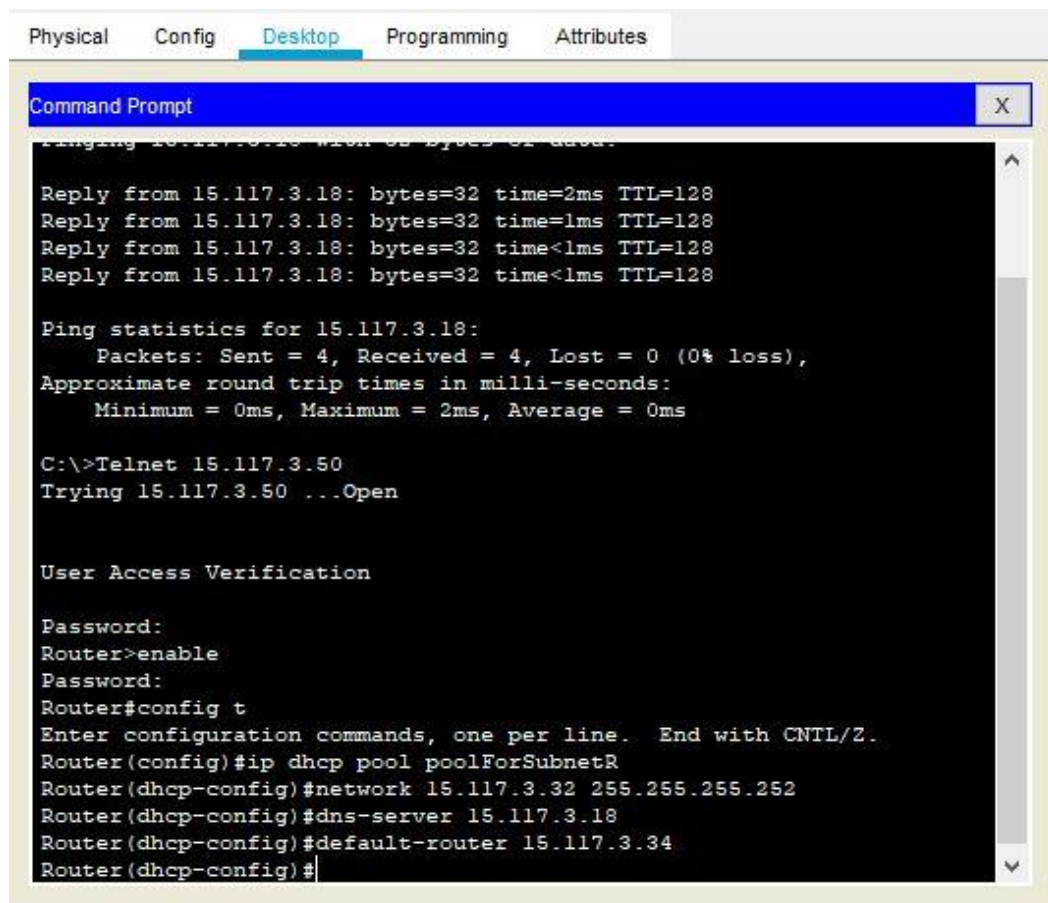 Physical Config Desktop Programming Attributes
Command Prompt X
Reply from 15.117.3.18: bytes=32 time=2ms TTL=128
Reply from 15.117.3.18: bytes=32 time=1ms TTL=128
Reply from 15.117.3.18: bytes=32 time<1ms TTL=128
Reply from 15.117.3.18: bytes=32 time<1ms TTL=128
Ping statistics for 15.117.3.18:
Packets: Sent = 4, Received = 4, Lost = 0 (0% loss),
Approximate round trip times in milli-seconds:
Minimum = 0ms, Maximum = 2ms, Average = 0ms
C:\>Telnet 15.117.3.50
Trying 15.117.3.50 ...Open
User Access Verification
Password:
Router>enable
Password:
Router#config t
Enter configuration commands, one per line.  End with CNTL/Z.
Router(config)#ip dhcp pool poolForSubnetR
Router(dhcp-config)#network 15.117.3.32 255.255.255.252
Router(dhcp-config)#dns-server 15.117.3.18
Router(dhcp-config)#default-router 15.117.3.34
Router(dhcp-config)#